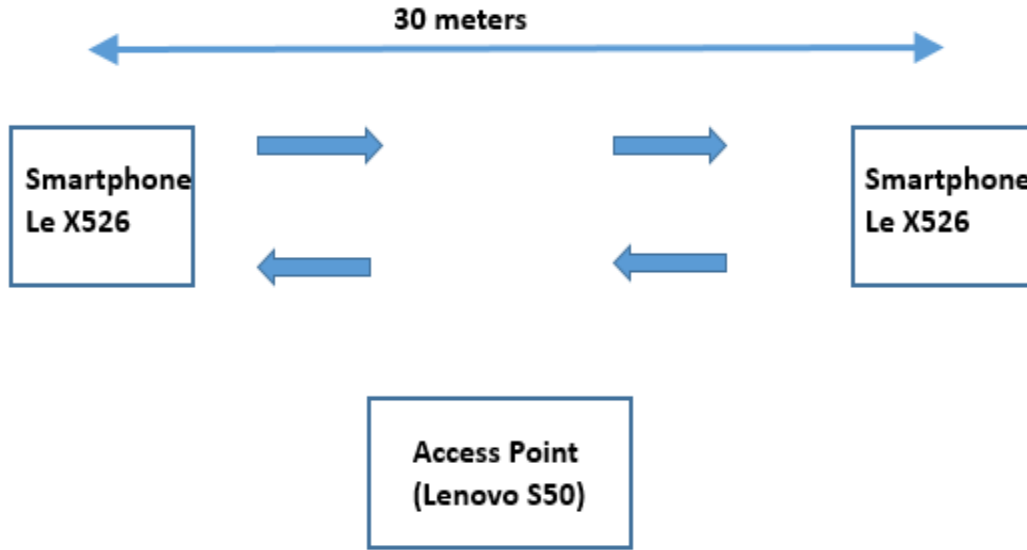 30 meters
Smartphone
Le X526
Smartphone
Le X526
Access Point
(Lenovo S50)